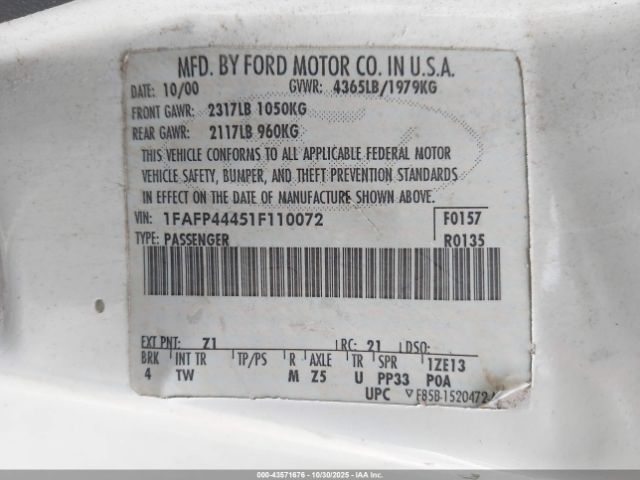 MFD. BY FORD MOTOR CO. IN U.S.A.
DATE: 10/00 GVWR: 4365LB/1979KG
FRONT GAWR: 2317LB 1050KG
REAR GAWR: 2117LB 960KG
THIS VEHICLE CONFORMS TO ALL APPLICABLE FEDERAL MOTOR
VEHICLE SAFETY, BUMPER, AND THEFT PREVENTION STANDARDS
IN EFFECT ON THE DATE OF MANUFACTURE SHOWN ABOVE.
VIN: 1FAFP44451F110072 F0157
TYPE: PASSENGER R0135
EXT PNT: Z1 RC: 21 DSO:
BRK INT TR TP/PS R AXLE TR SPR 1ZE13
4 TW M Z5 U PP33 POA
UPC ▽F85B-1520472
000-43571676 | 10/30/2025 | IAA, Inc.